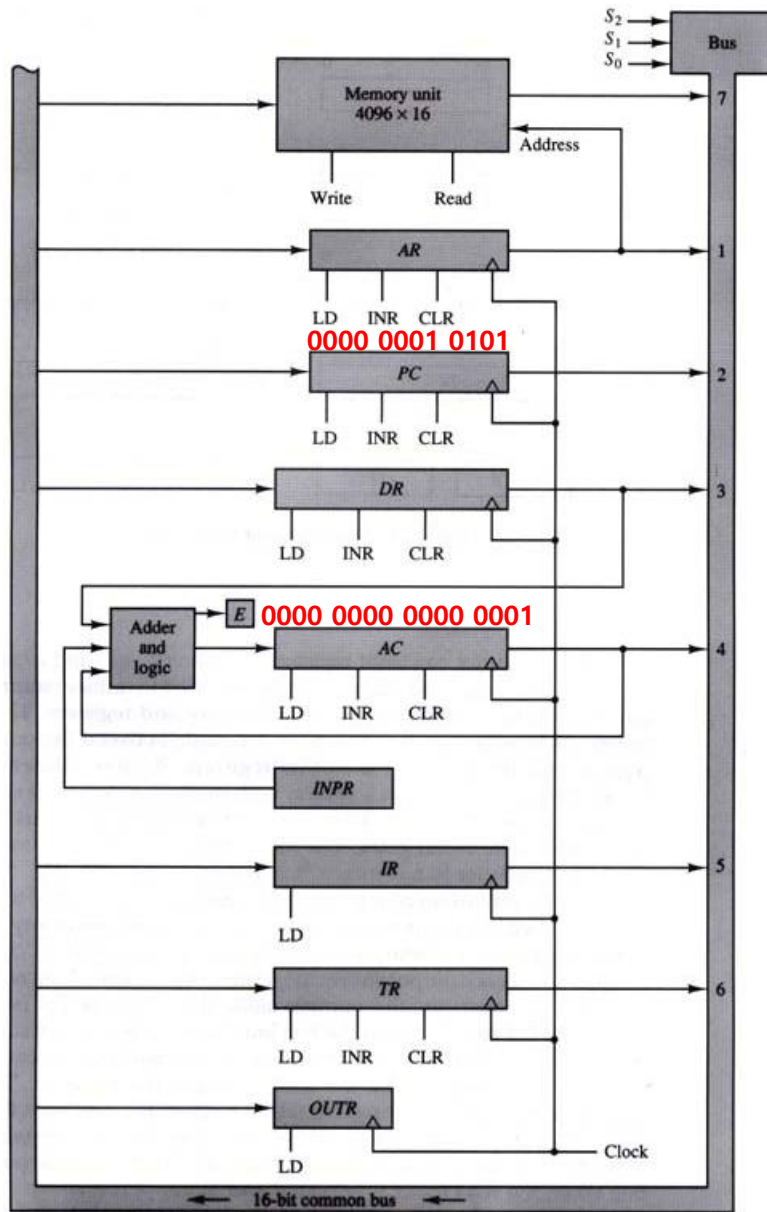 S2
S1
S0
Bus
Memory unit
4096 × 16
7
Address
Write Read
AR
1
LD INR CLR
0000 0001 0101
PC
2
LD INR CLR
DR
3
LD INR CLR
E
0000 0000 0000 0001
Adder
and
logic
AC
4
LD INR CLR
INPR
IR
5
LD
TR
6
LD INR CLR
OUTR
LD
Clock
16-bit common bus